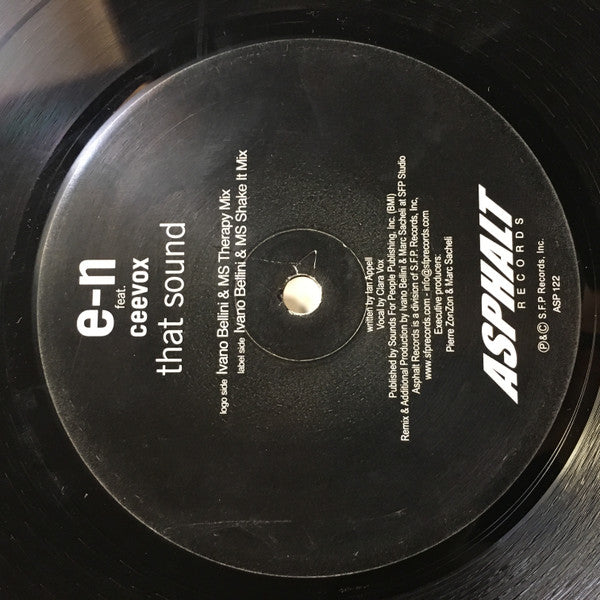 e-n
feat.
ceevox
that sound
logo side Ivano Bellini & MS Therapy Mix
label side Ivano Bellini & MS Shake It Mix
written by Ian Appell
Vocal by Ciara Vox
Published by Sounds For People Publishing, Inc. (BMI)
Remix & Additional Production by Ivano Bellini & Marc Sacheli at SFP Studio
Asphalt Records is a division of S.F.P. Records, Inc,
www.sfprecords.com - info@sfprecords.com
Executive producers:
Pierre ZonZon & Marc Sacheli
ASPHALT
RECORDS
℗&© S.F.P Records, Inc.
ASP 122